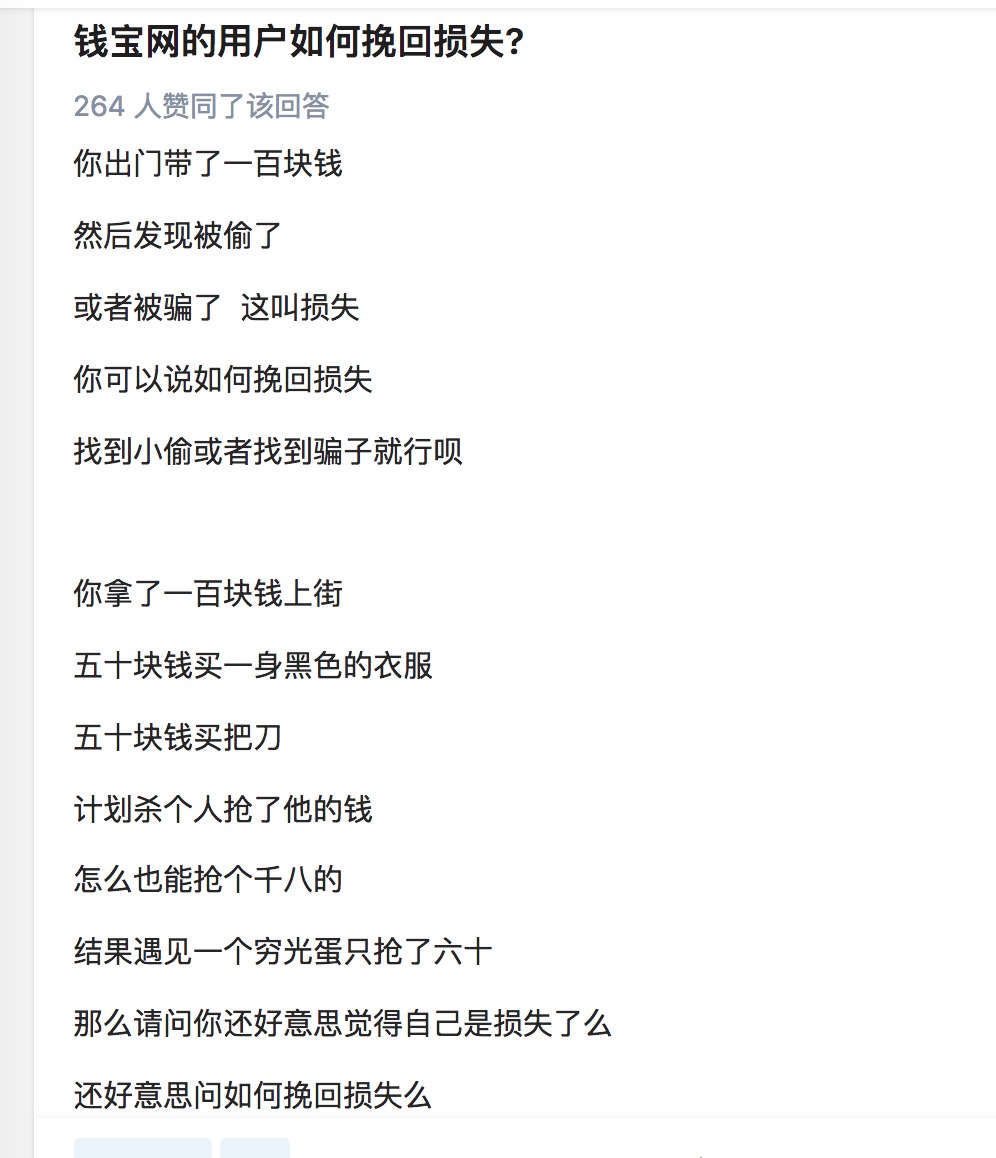 钱宝网的用户如何挽回损失?
264 人赞同了该回答
你出门带了一百块钱
然后发现被偷了
或者被骗了  这叫损失
你可以说如何挽回损失
找到小偷或者找到骗子就行呗
你拿了一百块钱上街
五十块钱买一身黑色的衣服
五十块钱买把刀
计划杀个人抢了他的钱
怎么也能抢个千八的
结果遇见一个穷光蛋只抢了六十
那么请问你还好意思觉得自己是损失了么
还好意思问如何挽回损失么